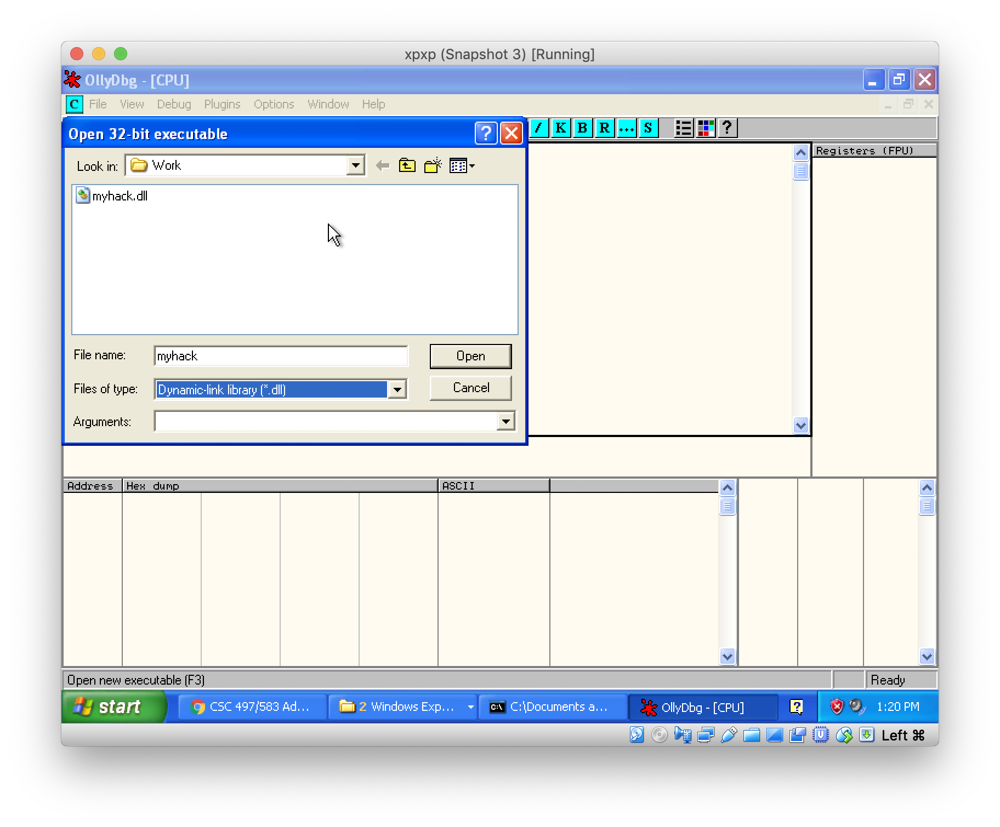 xpxp (Snapshot 3) [Running]
OllyDbg - [CPU]
C File View Debug Plugins Options Window Help
/ K B R ... S ?
Open 32-bit executable ?
Registers (FPU)
Look in: Work
myhack.dll
File name: myhack Open
Files of type: Dynamic-link library (*.dll) Cancel
Arguments:
Address Hex dump ASCII
Open new executable (F3) Ready
start CSC 497/583 Ad... 2 Windows Exp... C:\Documents a... OllyDbg - [CPU] ? 1:20 PM
Left ⌘